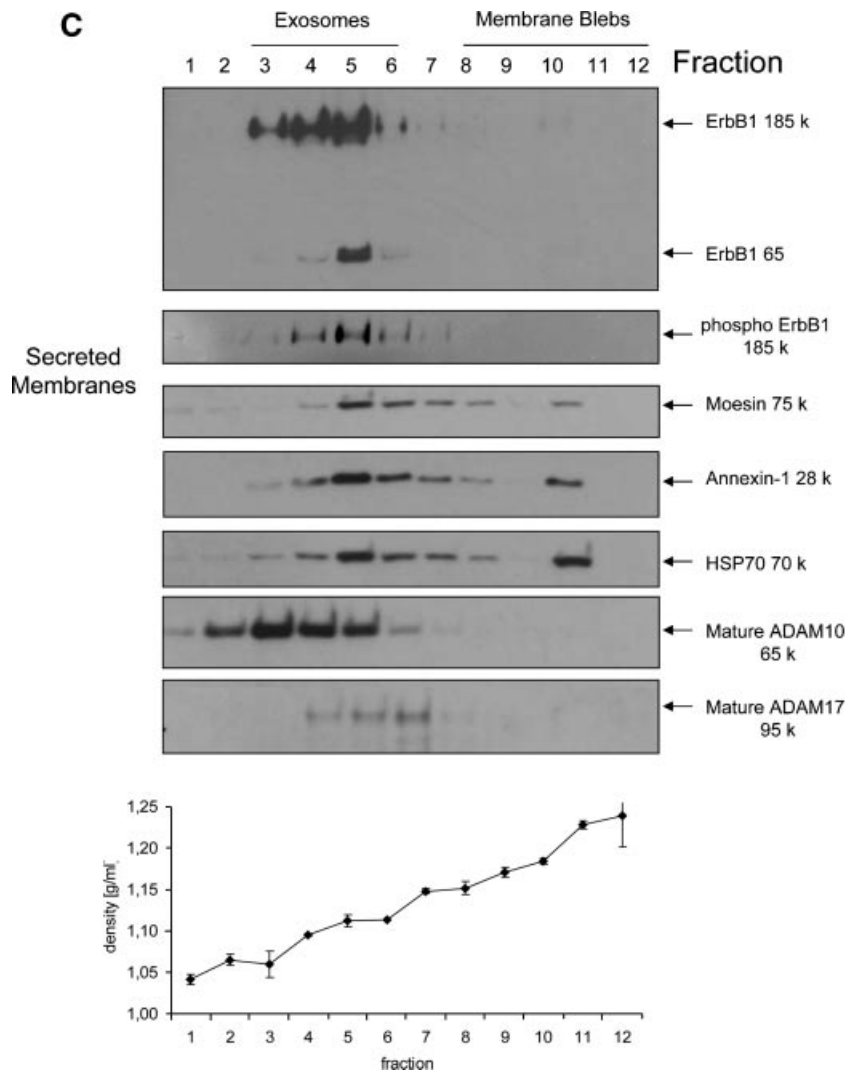 C
Exosomes
Membrane Blebs
1 2 3 4 5 6 7 8 9 10 11 12 Fraction
ErbB1 185 k
ErbB1 65
phospho ErbB1
185 k
Secreted
Membranes
Moesin 75 k
Annexin-1 28 k
HSP70 70 k
Mature ADAM10
65 k
Mature ADAM17
95 k
1,25
1,20
1,15
1,10
1,05
1,00
density [g/ml]
1 2 3 4 5 6 7 8 9 10 11 12
fraction